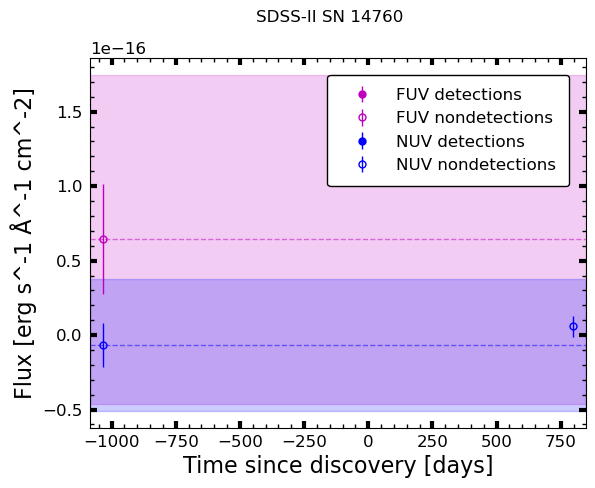 SDSS-II SN 14760
1e−16
FUV detections
FUV nondetections
NUV detections
NUV nondetections
1.5
1.0
0.5
0.0
−0.5
Flux [erg s^-1 Å^-1 cm^-2]
−1000 −750 −500 −250 0 250 500 750
Time since discovery [days]